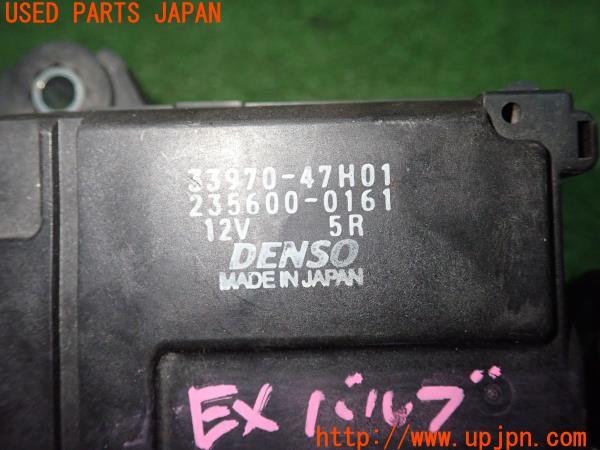 USED PARTS JAPAN
33970-47H01
235600-0161
12V 5R
DENSO
MADE IN JAPAN
EX バルブ
http://www.upjpn.com/